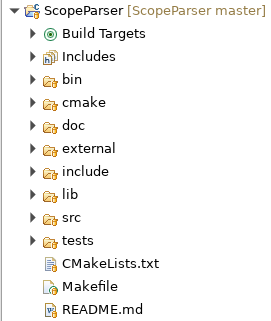 ScopeParser [ScopeParser master]
Build Targets
Includes
bin
cmake
doc
external
include
lib
src
tests
CMakeLists.txt
Makefile
README.md